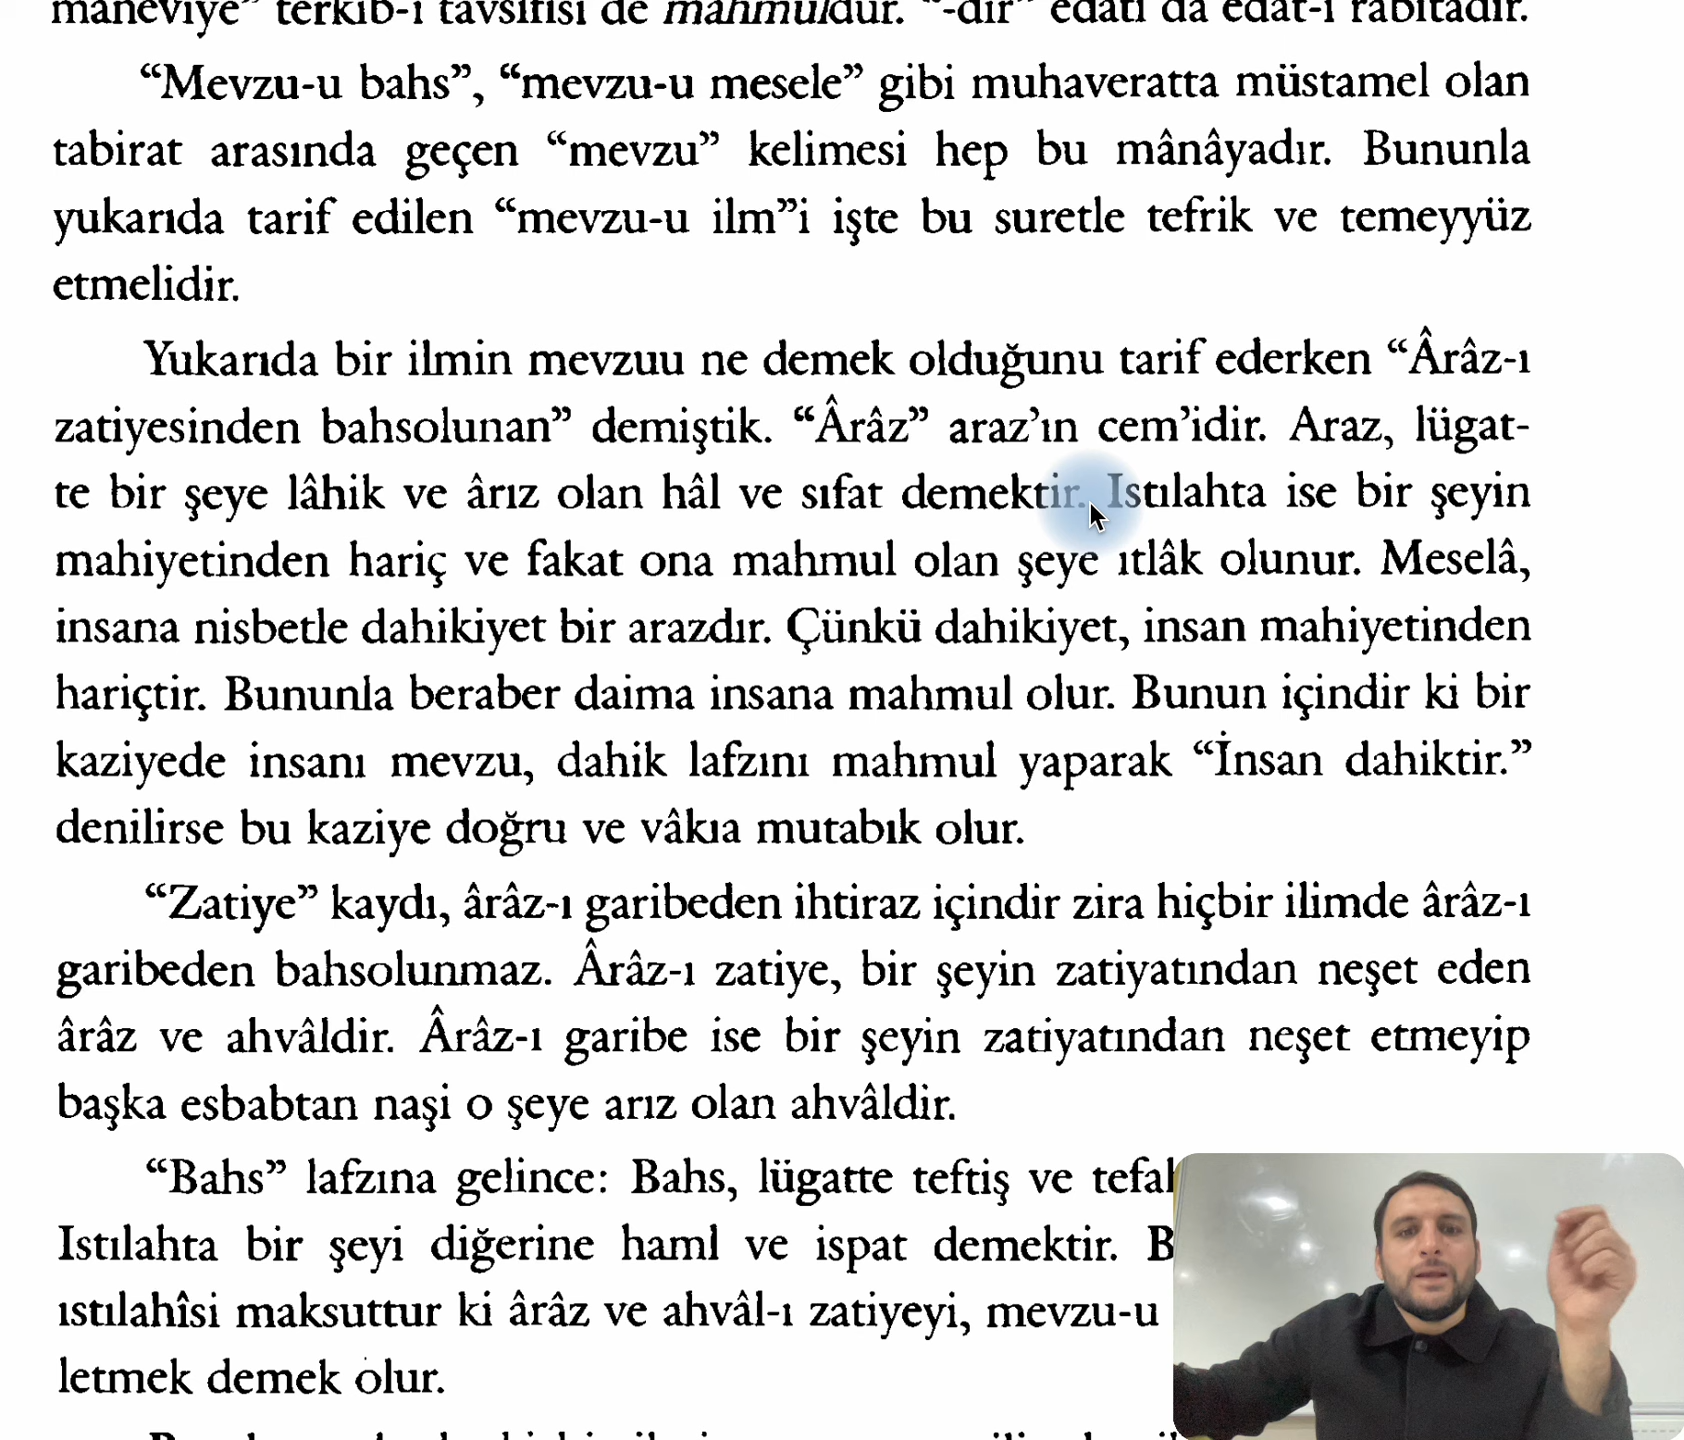 maneviye” terkib-i tavsîfîsi de mahmuldür. “-dir” edatı da edat-ı rabıtadır.
“Mevzu-u bahs”, “mevzu-u mesele” gibi muhaveratta müstamel olan
tabirat arasında geçen “mevzu” kelimesi hep bu mânâyadır. Bununla
yukarıda tarif edilen “mevzu-u ilm”i işte bu suretle tefrik ve temeyyüz
etmelidir.
Yukarıda bir ilmin mevzuu ne demek olduğunu tarif ederken “Ârâz-ı
zatiyesinden bahsolunan” demiştik. “Ârâz” araz’ın cem’idir. Araz, lügat-
te bir şeye lâhik ve ârız olan hâl ve sıfat demektir. Istılahta ise bir şeyin
mahiyetinden hariç ve fakat ona mahmul olan şeye ıtlâk olunur. Meselâ,
insana nisbetle dahikiyet bir arazdır. Çünkü dahikiyet, insan mahiyetinden
hariçtir. Bununla beraber daima insana mahmul olur. Bunun içindir ki bir
kaziyede insanı mevzu, dahik lafzını mahmul yaparak “İnsan dahiktir.”
denilirse bu kaziye doğru ve vâkıa mutabık olur.
“Zatiye” kaydı, ârâz-ı garibeden ihtiraz içindir zira hiçbir ilimde ârâz-ı
garibeden bahsolunmaz. Ârâz-ı zatiye, bir şeyin zatiyatından neşet eden
ârâz ve ahvâldir. Ârâz-ı garibe ise bir şeyin zatiyatından neşet etmeyip
başka esbabtan naşi o şeye arız olan ahvâldir.
“Bahs” lafzına gelince: Bahs, lügatte teftiş ve
Istılahta bir şeyi diğerine haml ve ispat demektir.
ıstılahîsi maksuttur ki ârâz ve ahvâl-ı zatiyeyi, mevzu-u
letmek demek olur.